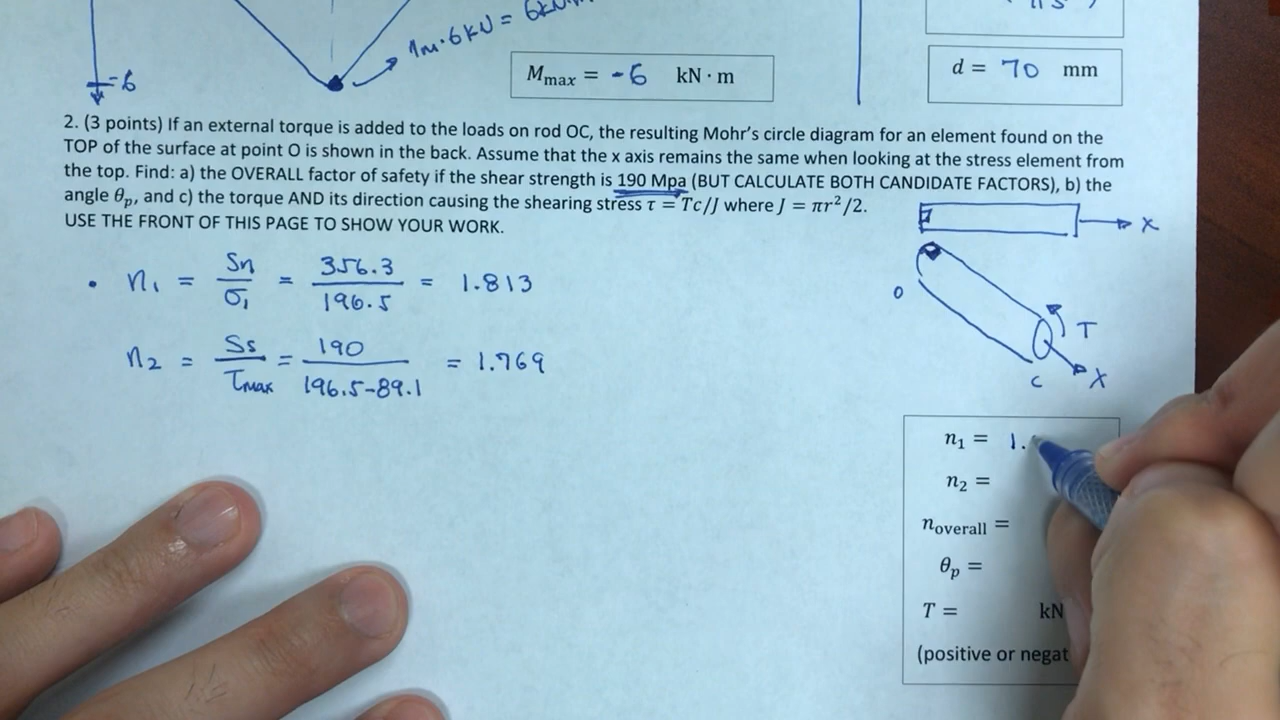 1m·6kN = 6kN
=-6
Mmax = -6 kN · m
d = 70 mm
2. (3 points) If an external torque is added to the loads on rod OC, the resulting Mohr's circle diagram for an element found on the
TOP of the surface at point O is shown in the back. Assume that the x axis remains the same when looking at the stress element from
the top. Find: a) the OVERALL factor of safety if the shear strength is 190 Mpa (BUT CALCULATE BOTH CANDIDATE FACTORS), b) the
angle θp, and c) the torque AND its direction causing the shearing stress τ = Tc/J where J = πr²/2.
USE THE FRONT OF THIS PAGE TO SHOW YOUR WORK.
X
• n₁ = Sn/σ₁ = 356.3/196.5 = 1.813
O
T
n2 = Ss/τmax = 190/196.5-89.1 = 1.769
C
X
n₁ = 1.
n₂ =
noverall =
θp =
T = kN
(positive or negat